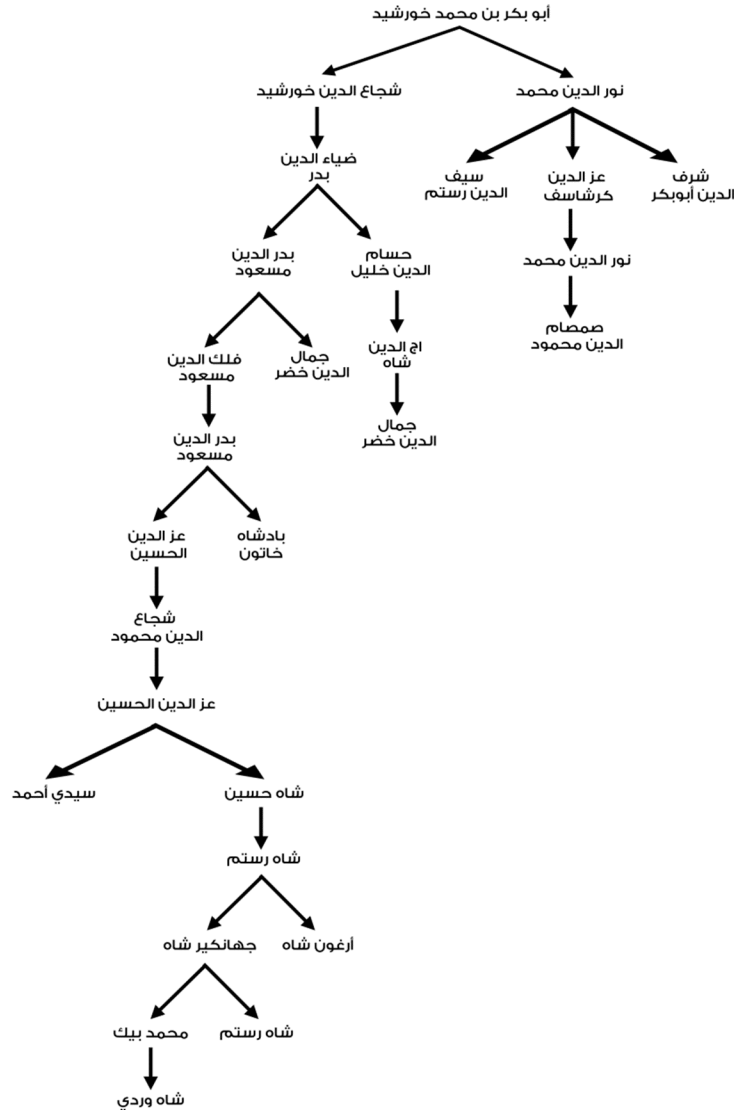 أبو بكر بن محمد خورشيد
نور الدين محمد
شجاع الدين خورشيد
شرف
الدين أبوبكر
عز الدين
كرشاسف
سيف
الدين رستم
ضياء الدين
بدر
نور الدين محمد
حسام
الدين خليل
بدر الدين
مسعود
صمصام
الدين محمود
اج الدين
شاه
جمال
الدين خضر
فلك الدين
مسعود
جمال
الدين خضر
بدر الدين
مسعود
بادشاه
خاتون
عز الدين
الحسين
شجاع
الدين محمود
عز الدين الحسين
شاه حسين
سيدي أحمد
شاه رستم
أرغون شاه
جهانكير شاه
شاه رستم
محمد بيك
شاه وردي